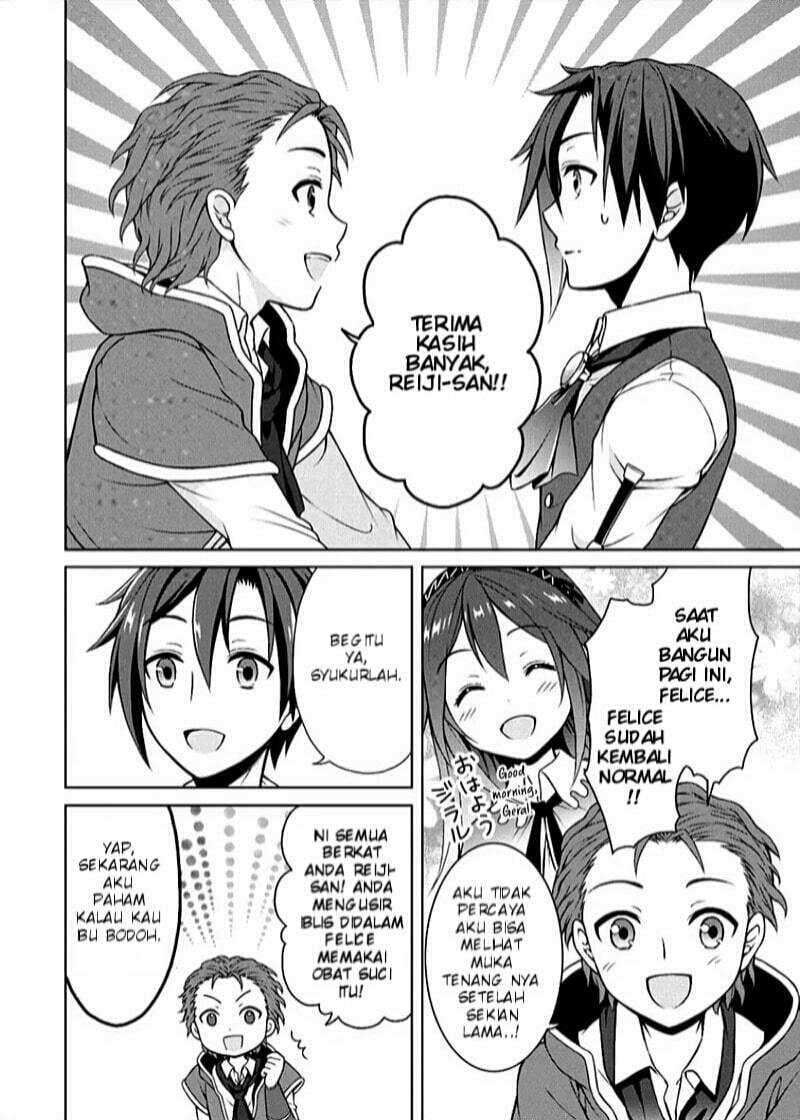 TERIMA
KASIH
BANYAK,
REIJI-SAN!!
SAAT
AKU
BANGUN
PAGI INI,
FELICE...
FELICE
SUDAH
KEMBALI
NORMAL
!!
Good
morning,
Geral
おはよう
ジラル
AKU TIDAK
PERCAYA
AKU BISA
MELIHAT
MUKA
TENANG NYA
SETELAH
SEKIAN
LAMA..!
BEGITU
YA,
SYUKURLAH.
NI SEMUA
BERKAT
ANDA REIJI-
SAN! ANDA
MENGUSIR
IBLIS DIDALAM
FELICE
MEMAKAI
OBAT SUCI
ITU!
YAP,
SEKARANG
AKU
PAHAM
KALAU KAU
BU BODOH.